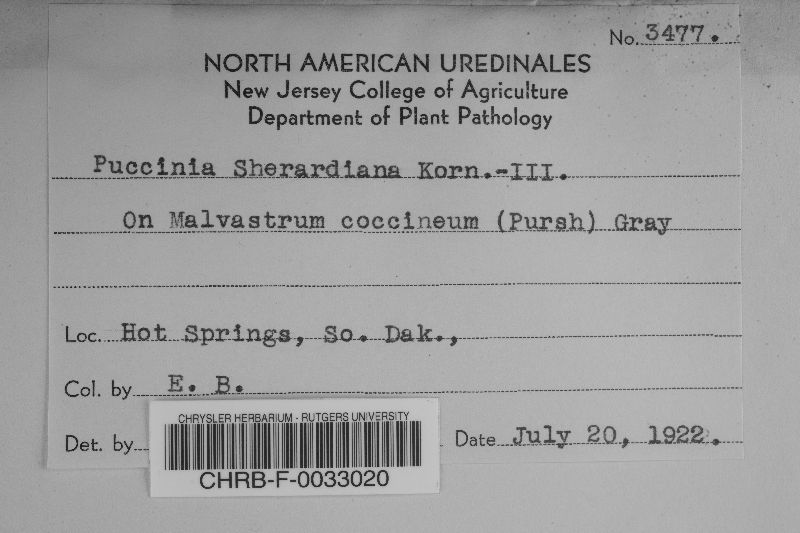 No. 3477.
NORTH AMERICAN UREDINALES
New Jersey College of Agriculture
Department of Plant Pathology
Puccinia Sherardiana Korn.-III.
On Malvastrum coccineum (Pursh) Gray
Loc. Hot Springs, So. Dak.,
Col. by E. B.
Det. by Date July 20, 1922.
CHRYSLER HERBARIUM - RUTGERS UNIVERSITY
CHRB-F-0033020